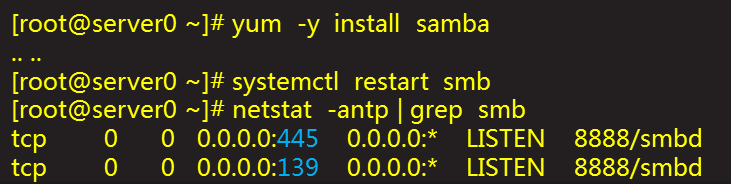 [root@server0 ~]# yum -y install samba
.. ..
[root@server0 ~]# systemctl restart smb
[root@server0 ~]# netstat -antp | grep smb
tcp 0 0 0.0.0.0:445 0.0.0.0:* LISTEN 8888/smbd
tcp 0 0 0.0.0.0:139 0.0.0.0:* LISTEN 8888/smbd